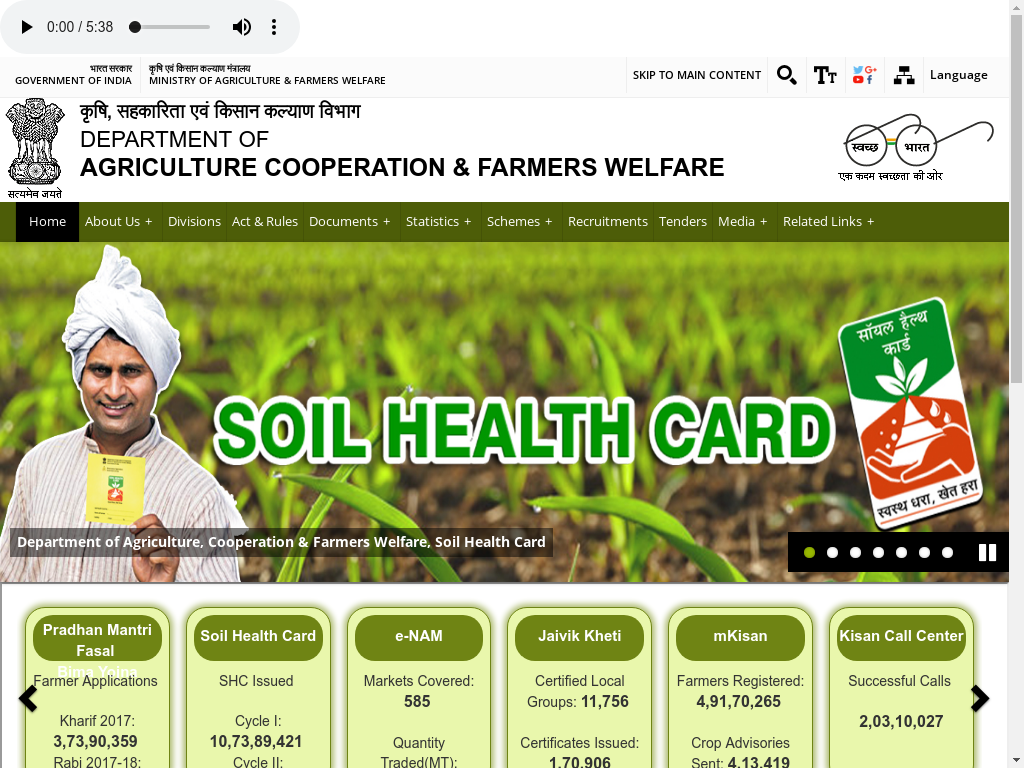 0:00 / 5:38
भारत सरकार
GOVERNMENT OF INDIA
कृषि एवं किसान कल्याण मंत्रालय
MINISTRY OF AGRICULTURE & FARMERS WELFARE
SKIP TO MAIN CONTENT
Language
सत्यमेव जयते
कृषि, सहकारिता एवं किसान कल्याण विभाग
DEPARTMENT OF
AGRICULTURE COOPERATION & FARMERS WELFARE
स्वच्छ भारत
एक कदम स्वच्छता की ओर
Home About Us + Divisions Act & Rules Documents + Statistics + Schemes + Recruitments Tenders Media + Related Links +
सॉयल हैल्थ
कार्ड
SOIL HEALTH CARD
स्वस्थ धरा, खेत हरा
Department of Agriculture, Cooperation & Farmers Welfare, Soil Health Card
Pradhan Mantri
Fasal
Bima Yojna
Farmer Applications
Kharif 2017:
3,73,90,359
Rabi 2017-18:
Soil Health Card
SHC Issued
Cycle I:
10,73,89,421
Cycle II:
e-NAM
Markets Covered:
585
Quantity
Traded(MT):
Jaivik Kheti
Certified Local
Groups: 11,756
Certificates Issued:
1,70,906
mKisan
Farmers Registered:
4,91,70,265
Crop Advisories
Sent: 4,13,419
Kisan Call Center
Successful Calls
2,03,10,027